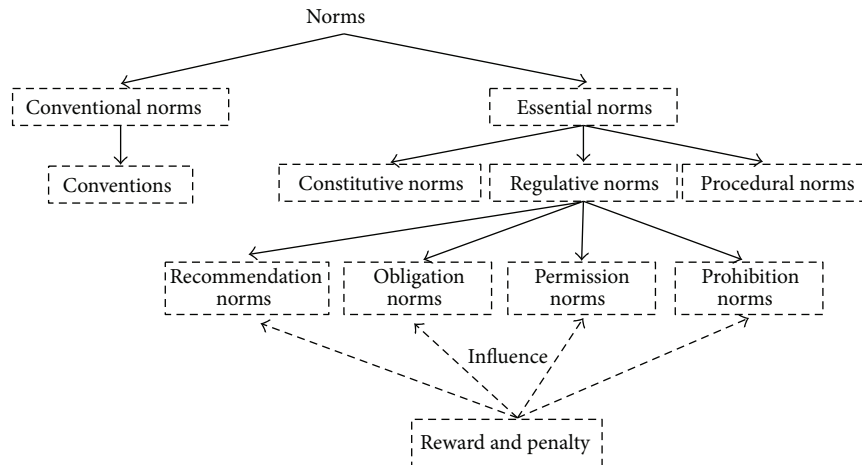 Norms
Conventional norms
Essential norms
Conventions
Constitutive norms
Regulative norms
Procedural norms
Recommendation
norms
Obligation
norms
Permission
norms
Prohibition
norms
Influence
Reward and penalty